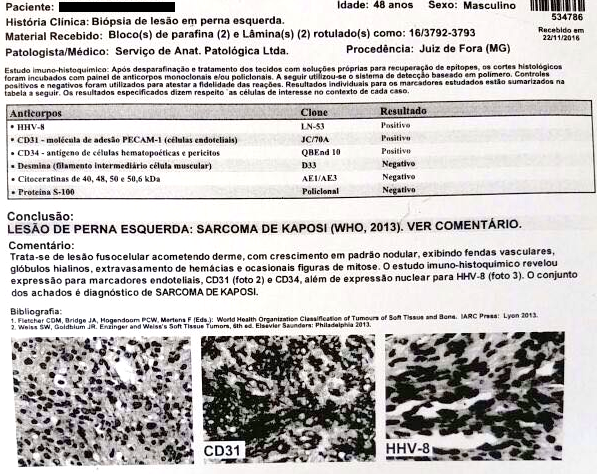 Paciente:
Idade: 48 anos Sexo: Masculino
534786
História Clínica: Biópsia de lesão em perna esquerda.
Recebido em
22/11/2016
Material Recebido: Bloco(s) de parafina (2) e Lâmina(s) (2) rotulado(s) como: 16/3792-3793
Patologista/Médico: Serviço de Anat. Patológica Ltda. Procedência: Juiz de Fora (MG)
Estudo imuno-histoquímico: Após desparafinação e tratamento dos tecidos com soluções próprias para recuperação de epítopes, os cortes histológicos
foram incubados com painel de anticorpos monoclonais e/ou policlonais. A seguir utilizou-se o sistema de detecção baseado em polímero. Controles
positivos e negativos foram utilizados para atestar a fidelidade das reações. Resultados individuais para os marcadores estudados estão sumarizados na
tabela a seguir. Os resultados especificados dizem respeito às células de interesse no contexto de cada caso.
Anticorpos Clone Resultado
* HHV-8 LN-53 Positivo
* CD31 - molécula de adesão PECAM-1 (células endoteliais) JC/70A Positivo
* CD34 - antígeno de células hematopoéticas e pericitos QBEnd 10 Positivo
* Desmina (filamento intermediário célula muscular) D33 Negativo
* Citoceratinas de 40, 48, 50 e 50,6 kDa AE1/AE3 Negativo
* Proteína S-100 Policlonal Negativo
Conclusão:
LESÃO DE PERNA ESQUERDA: SARCOMA DE KAPOSI (WHO, 2013). VER COMENTÁRIO.
Comentário:
Trata-se de lesão fusocelular acometendo derme, com crescimento em padrão nodular, exibindo fendas vasculares,
glóbulos hialinos, extravasamento de hemácias e ocasionais figuras de mitose. O estudo imuno-histoquímico revelou
expressão para marcadores endoteliais, CD31 (foto 2) e CD34, além de expressão nuclear para HHV-8 (foto 3). O conjunto
dos achados é diagnóstico de SARCOMA DE KAPOSI.
Bibliografia:
1. Fletcher CDM, Bridge JA, Hogendoorn PCW, Mertens F (Eds.): World Health Organization Classification of Tumours of Soft Tissue and Bone. IARC Press: Lyon 2013.
2. Weiss SW, Goldblum JR. Enzinger and Weiss's Soft Tissue Tumors, 6th ed. Elsevier Saunders: Philadelphia 2013.
CD31
HHV-8